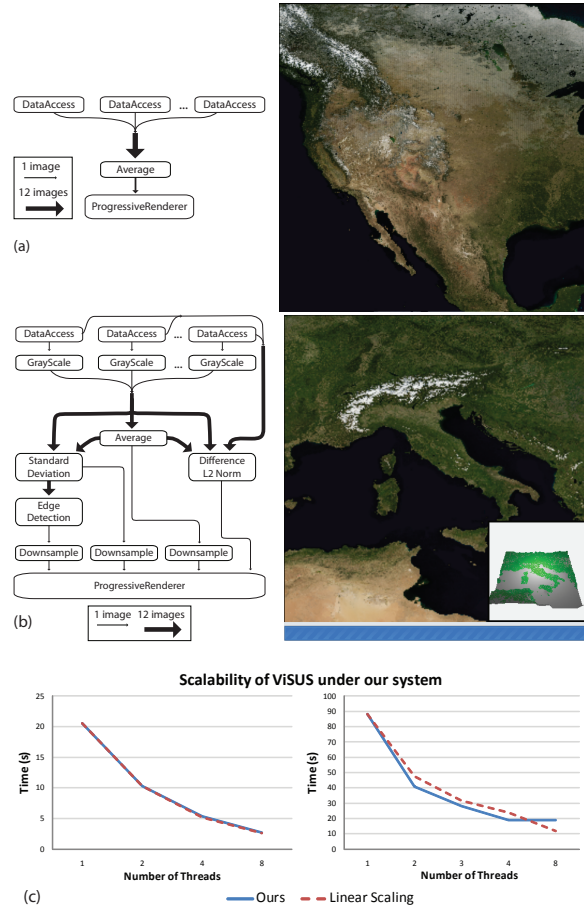 DataAccess DataAccess ... DataAccess
1 image
12 images
Average
ProgressiveRenderer
(a)
DataAccess DataAccess ... DataAccess
GrayScale GrayScale ... GrayScale
Average
Standard
Deviation
Difference
L2 Norm
Edge
Detection
Downsample Downsample Downsample
ProgressiveRenderer
(b)
1 image 12 images
Scalability of ViSUS under our system
25
20
15
10
5
0
Time (s)
1 2 4 8
Number of Threads
100
90
80
70
60
50
40
30
20
10
0
Time (s)
1 2 3 4 8
Number of Threads
(c)
Ours Linear Scaling